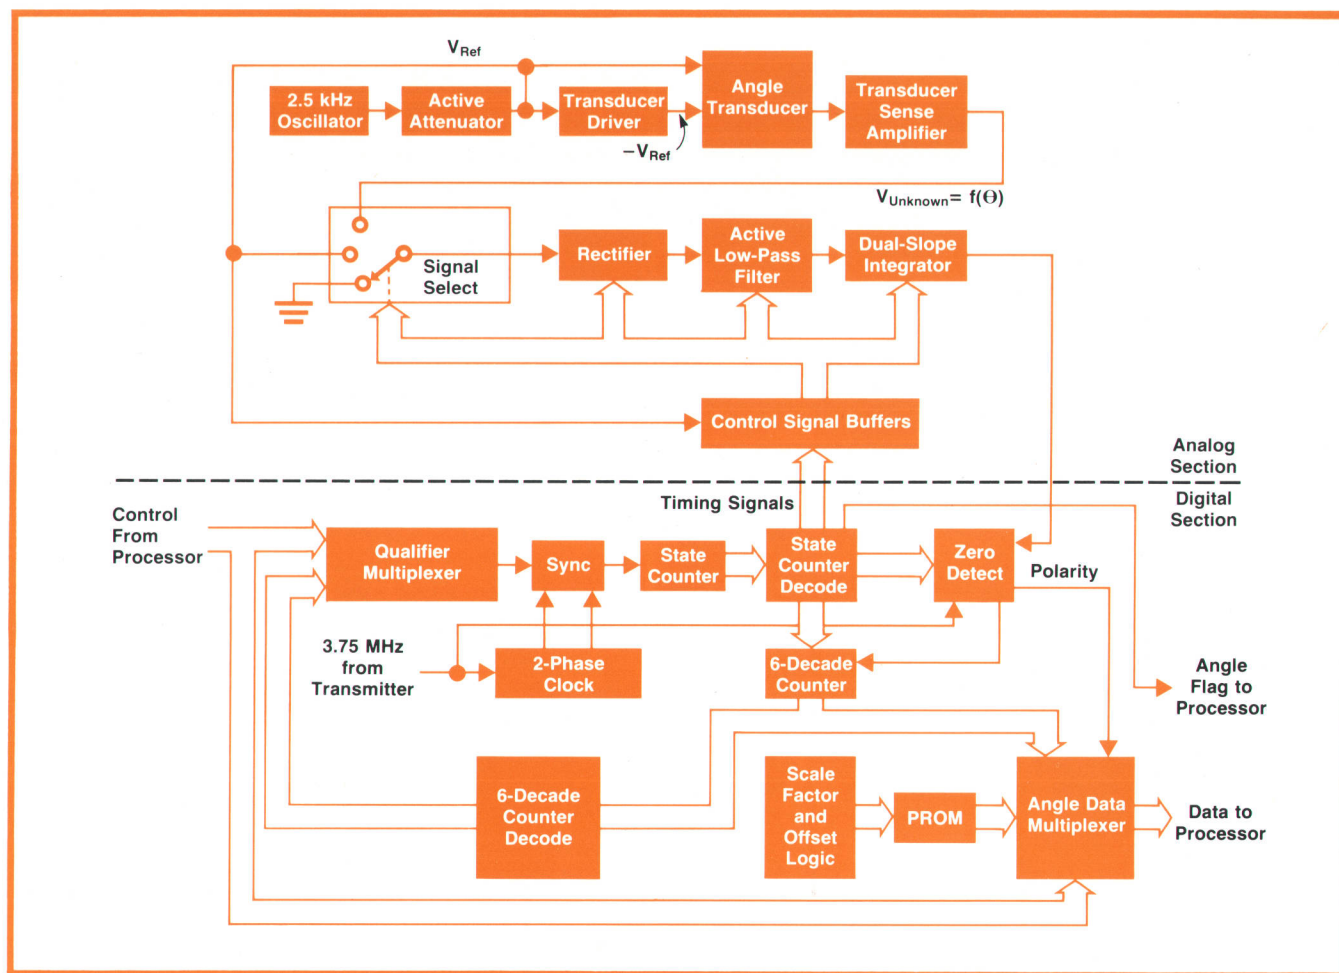 V Ref
2.5 kHz
Oscillator
Active
Attenuator
Transducer
Driver
Angle
Transducer
Transducer
Sense
Amplifier
−V Ref
V Unknown = f(Θ)
Signal
Select
Rectifier
Active
Low-Pass
Filter
Dual-Slope
Integrator
Control Signal Buffers
Analog
Section
Digital
Section
Timing Signals
Control
From
Processor
Qualifier
Multiplexer
Sync
State
Counter
State
Counter
Decode
Zero
Detect
Polarity
3.75 MHz
from
Transmitter
2-Phase
Clock
6-Decade
Counter
Angle
Flag to
Processor
6-Decade
Counter
Decode
Scale
Factor
and
Offset
Logic
PROM
Angle Data
Multiplexer
Data to
Processor